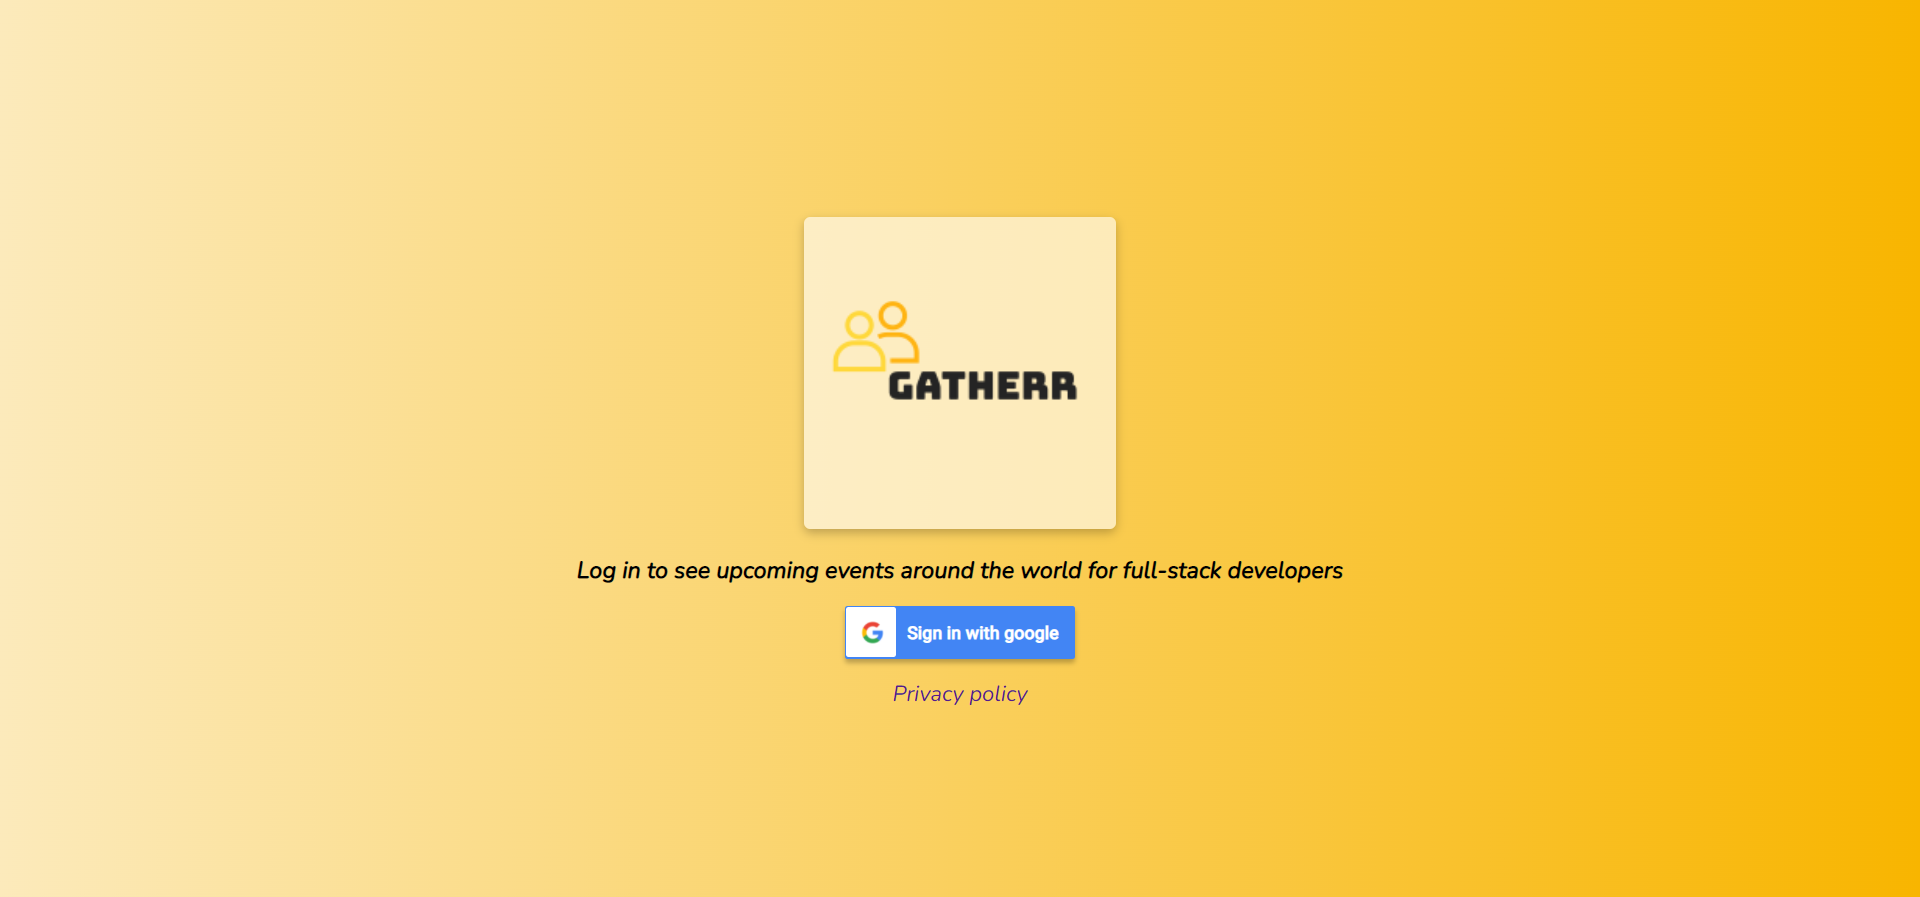 GATHERR
Log in to see upcoming events around the world for full-stack developers
Sign in with google
Privacy policy